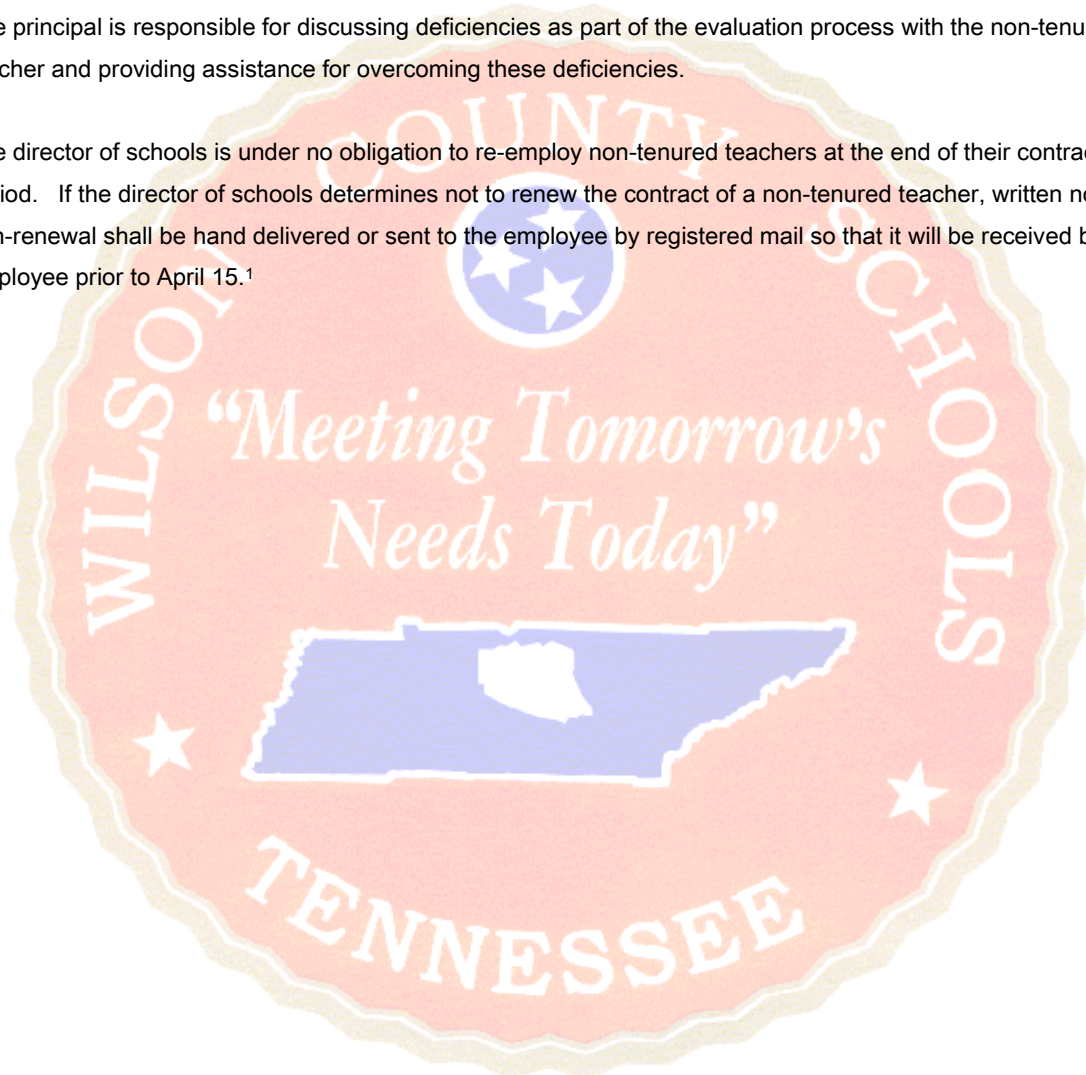 e principal is responsible for discussing deficiencies as part of the evaluation process with the non-tenu
cher and providing assistance for overcoming these deficiencies.
e director of schools is under no obligation to re-employ non-tenured teachers at the end of their contrac
iod. If the director of schools determines not to renew the contract of a non-tenured teacher, written no
n-renewal shall be hand delivered or sent to the employee by registered mail so that it will be received b
ployee prior to April 15.¹
WILSON COUNTY SCHOOLS
“Meeting Tomorrow's
Needs Today”
TENNESSEE